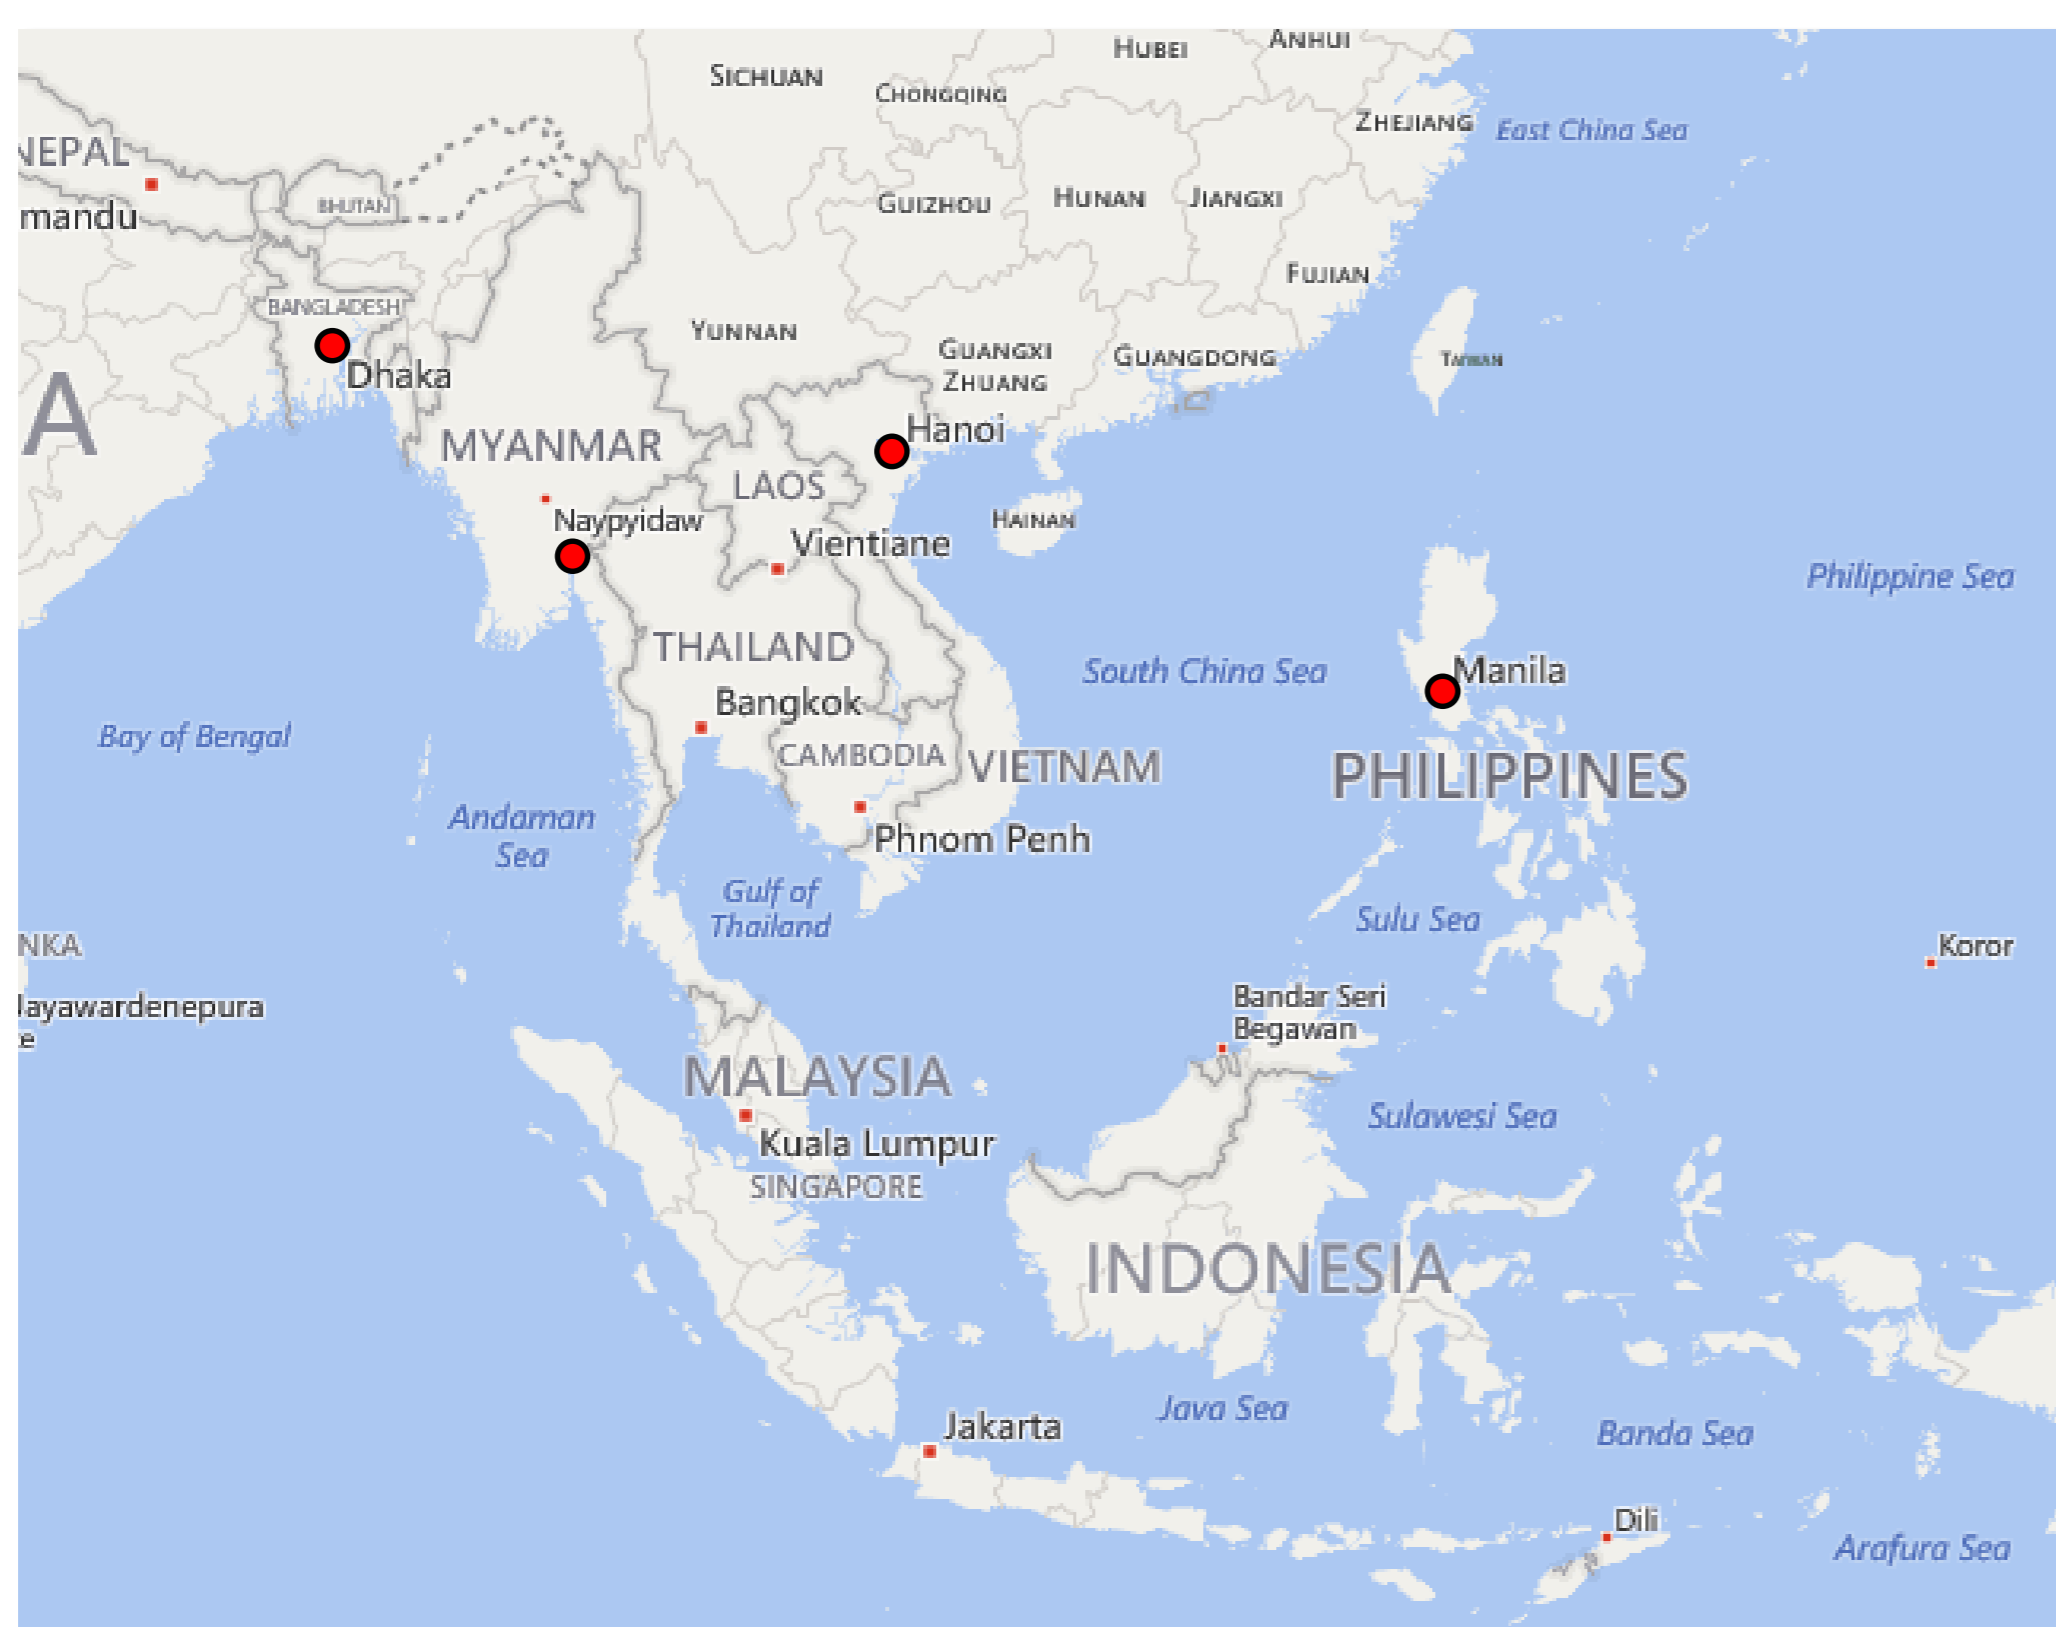 HUBEI
ANHUI
SICHUAN
CHONGQING
ZHEJIANG
East China Sea
NEPAL
mandu
BHUTAN
GUIZHOU
HUNAN
JIANGXI
FUJIAN
BANGLADESH
YUNNAN
GUANGXI
ZHUANG
GUANGDONG
TAIWAN
Dhaka
A
MYANMAR
Hanoi
LAOS
Naypyidaw
HAINAN
Vientiane
Philippine Sea
THAILAND
South China Sea
Manila
Bangkok
Bay of Bengal
CAMBODIA
VIETNAM
PHILIPPINES
Andaman
Sea
Phnom Penh
Gulf of
Thailand
Sulu Sea
NKA
Koror
Jayawardenepura
te
Bandar Seri
Begawan
MALAYSIA
Sulawesi Sea
Kuala Lumpur
SINGAPORE
INDONESIA
Java Sea
Jakarta
Banda Sea
Dili
Arafura Sea